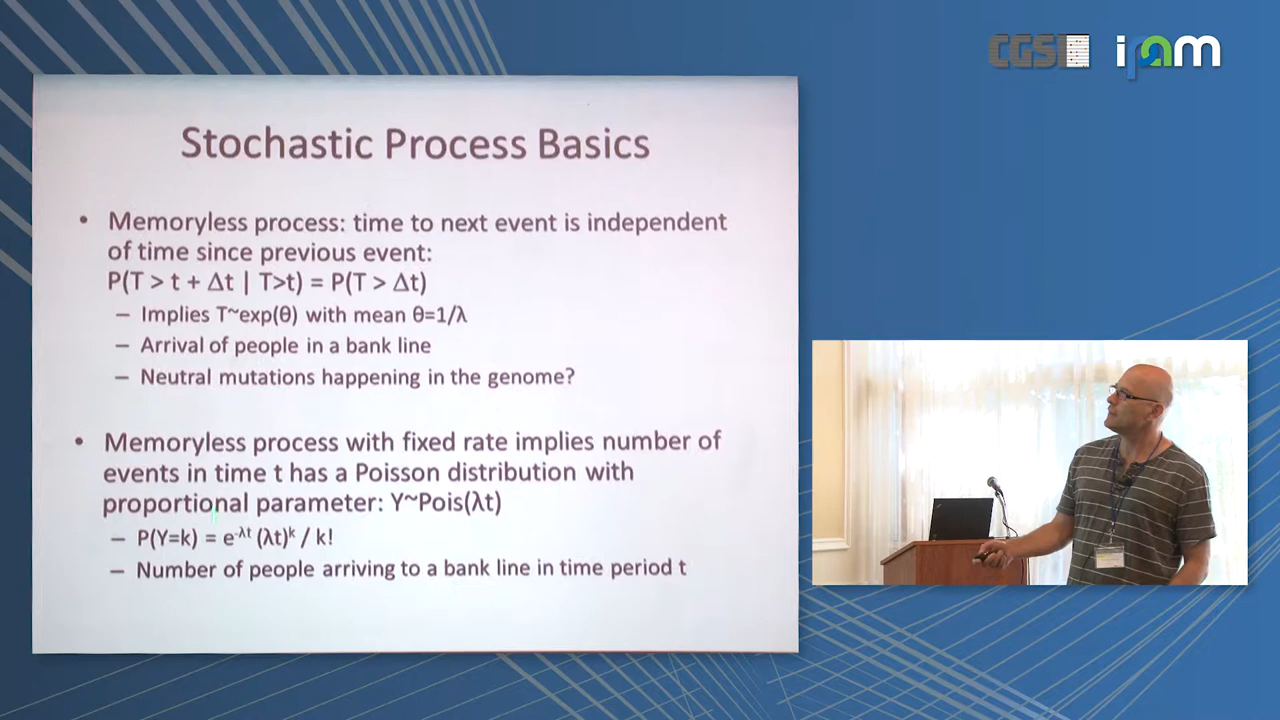 CGSI ipam
Stochastic Process Basics
• Memoryless process: time to next event is independent
of time since previous event:
P(T > t + Δt | T>t) = P(T > Δt)
– Implies T~exp(θ) with mean θ=1/λ
– Arrival of people in a bank line
– Neutral mutations happening in the genome?
• Memoryless process with fixed rate implies number of
events in time t has a Poisson distribution with
proportional parameter: Y~Pois(λt)
– P(Y=k) = e^-λt (λt)^k / k!
– Number of people arriving to a bank line in time period t